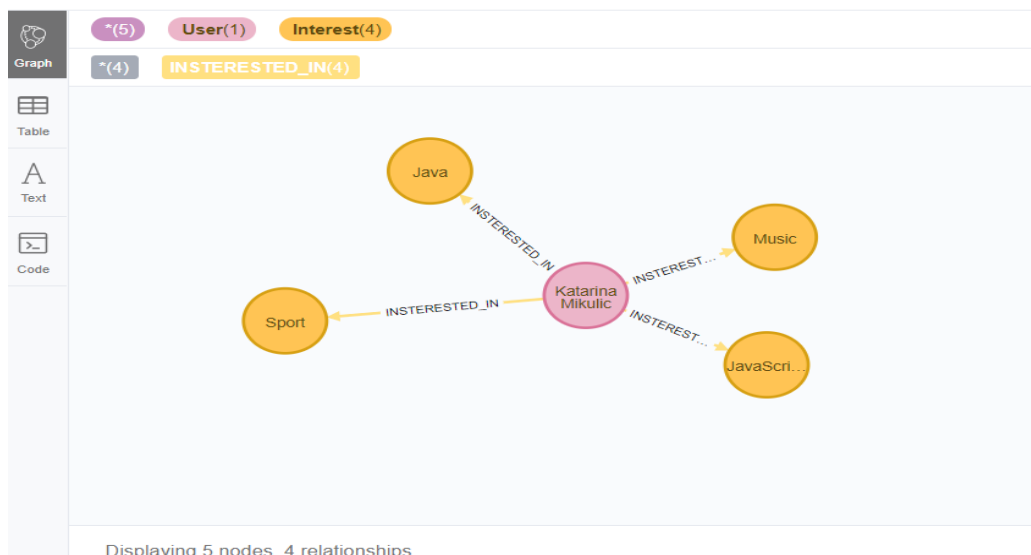 *(5) User(1) Interest(4)
*(4) INSTERESTED_IN(4)
Graph
Table
Text
Code
Java
INSTERESTED_IN
Music
INSTEREST...
Katarina
Mikulic
INSTERESTED_IN
Sport
INSTEREST...
JavaScri...
Displaying 5 nodes, 4 relationships